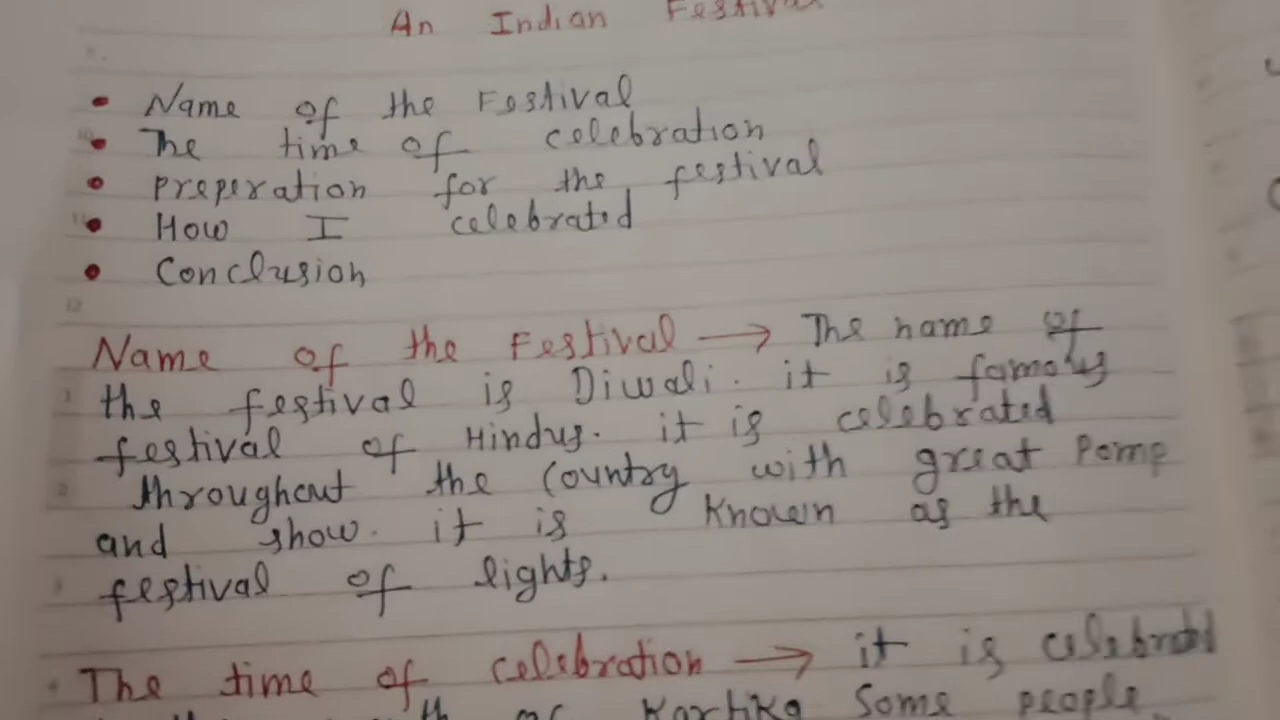 An Indian Festival
• Name of the Festival
• The time of celebration
• preperation for the festival
• How I celebrated
• Conclusion
Name of the Festival → The name of
the festival is Diwali. it is famous
festival of Hindus. it is celebrated
throughout the Country with great Pomp
and show. it is known as the
festival of lights.
The time of celebration → it is celebrated
Kartika Some people